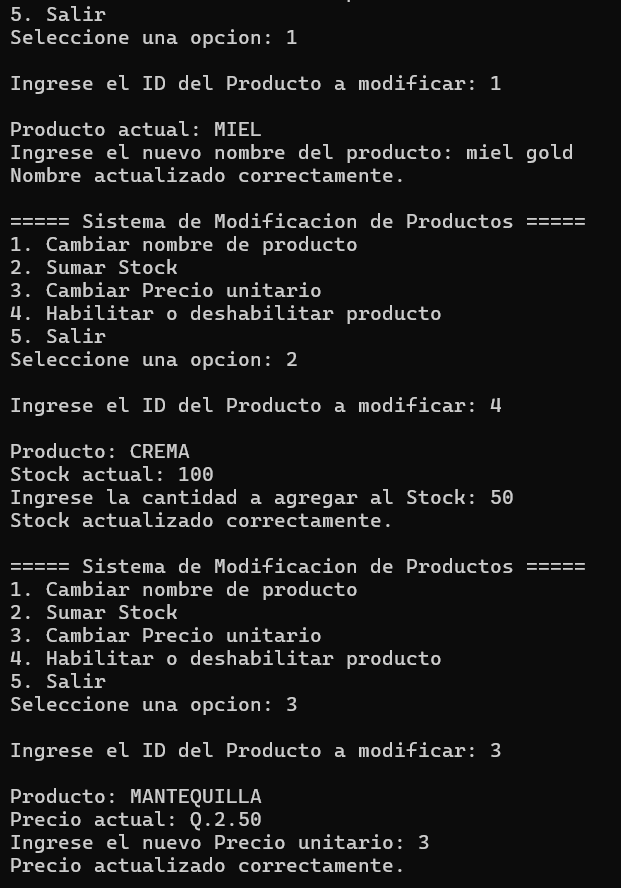 5. Salir
Seleccione una opcion: 1
Ingrese el ID del Producto a modificar: 1
Producto actual: MIEL
Ingrese el nuevo nombre del producto: miel gold
Nombre actualizado correctamente.
===== Sistema de Modificacion de Productos =====
1. Cambiar nombre de producto
2. Sumar Stock
3. Cambiar Precio unitario
4. Habilitar o deshabilitar producto
5. Salir
Seleccione una opcion: 2
Ingrese el ID del Producto a modificar: 4
Producto: CREMA
Stock actual: 100
Ingrese la cantidad a agregar al Stock: 50
Stock actualizado correctamente.
===== Sistema de Modificacion de Productos =====
1. Cambiar nombre de producto
2. Sumar Stock
3. Cambiar Precio unitario
4. Habilitar o deshabilitar producto
5. Salir
Seleccione una opcion: 3
Ingrese el ID del Producto a modificar: 3
Producto: MANTEQUILLA
Precio actual: Q.2.50
Ingrese el nuevo Precio unitario: 3
Precio actualizado correctamente.